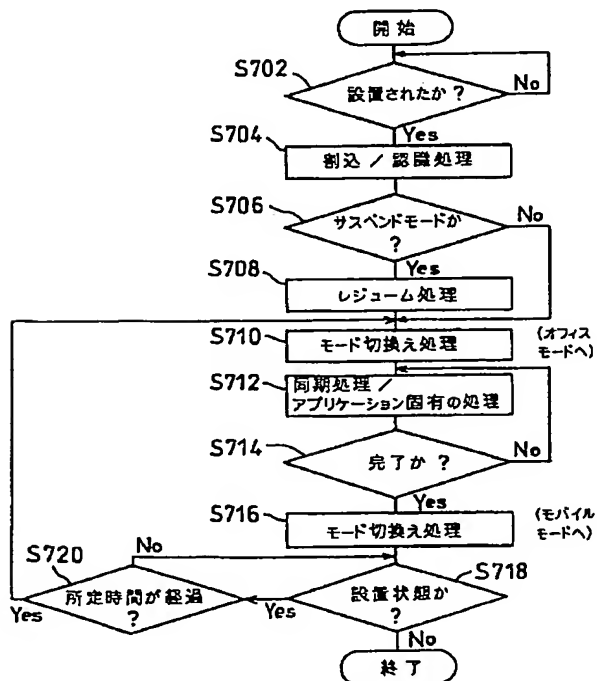 開始
S702
設置されたか?
No
Yes
S704
割込 / 認識処理
S706
サスペンドモードか
?
No
Yes
S708
レジューム処理
S710
モード切換え処理
(オフィス
モードへ)
S712
同期処理 /
アプリケーション固有の処理
S714
完了か ?
No
Yes
S716
モード切換え処理
(モバイル
モードへ)
S720
No
所定時間が経過
?
Yes
S718
設置状態か
?
Yes
No
終了